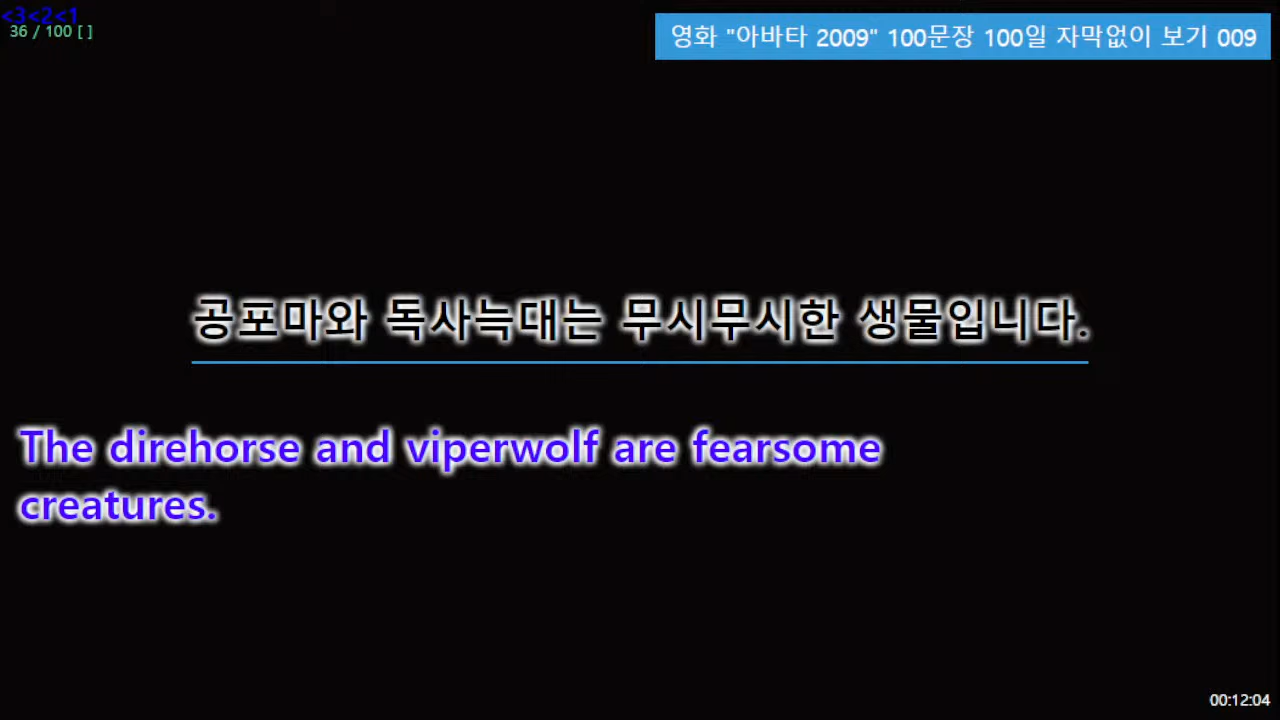 <3<2<1
36 / 100 [ ]
영화 "아바타 2009" 100문장 100일 자막없이 보기 009
공포마와 독사늑대는 무시무시한 생물입니다.
The direhorse and viperwolf are fearsome
creatures.
00:12:04